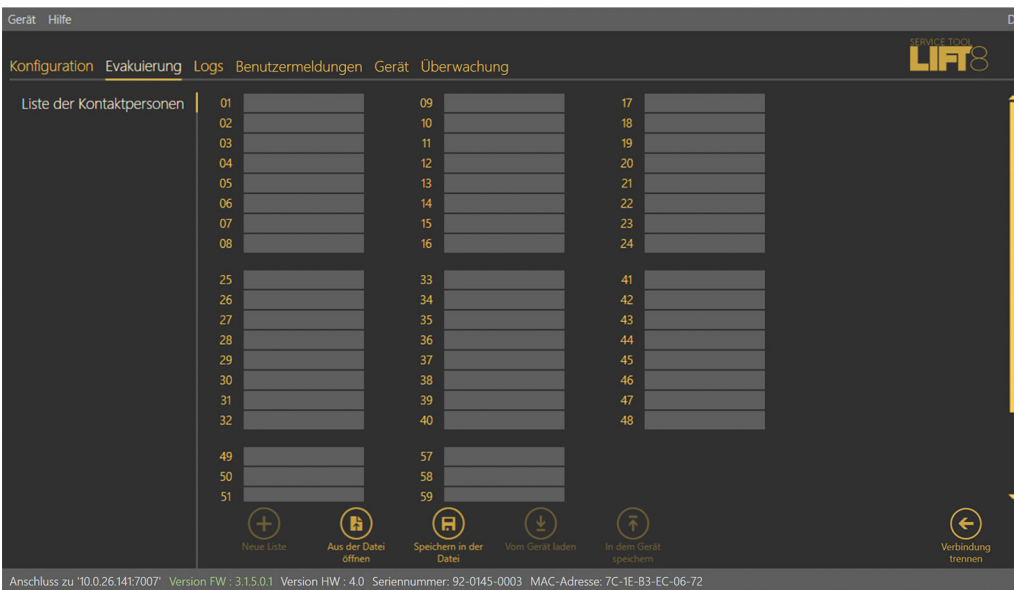 Gerät Hilfe D
SERVICE TOOL
LIFT8
Konfiguration Evakuierung Logs Benutzermeldungen Gerät Überwachung
Liste der Kontaktpersonen
01 09 17
02 10 18
03 11 19
04 12 20
05 13 21
06 14 22
07 15 23
08 16 24
25 33 41
26 34 42
27 35 43
28 36 44
29 37 45
30 38 46
31 39 47
32 40 48
49 57
50 58
51 59
Neue Liste
Aus der Datei
öffnen
Speichern in der
Datei
Vom Gerät laden
In dem Gerät
speichern
Verbindung
trennen
Anschluss zu '10.0.26.141:7007' Version FW : 3.1.5.0.1 Version HW : 4.0 Seriennummer: 92-0145-0003 MAC-Adresse: 7C-1E-B3-EC-06-72